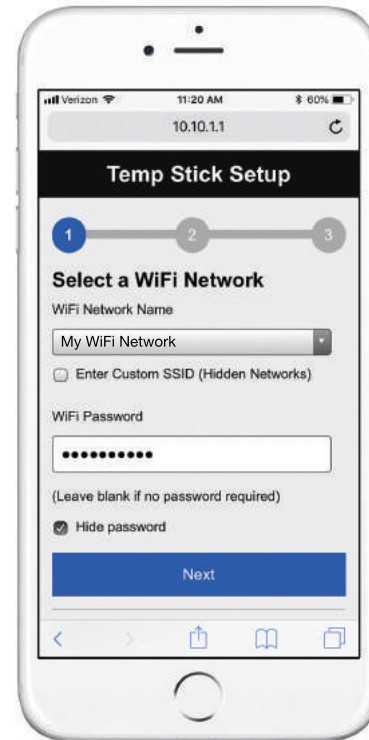 Verizon 11:20 AM 60%
10.10.1.1
Temp Stick Setup
1 2 3
Select a WiFi Network
WiFi Network Name
My WiFi Network
Enter Custom SSID (Hidden Networks)
WiFi Password
••••••••••
(Leave blank if no password required)
Hide password
Next